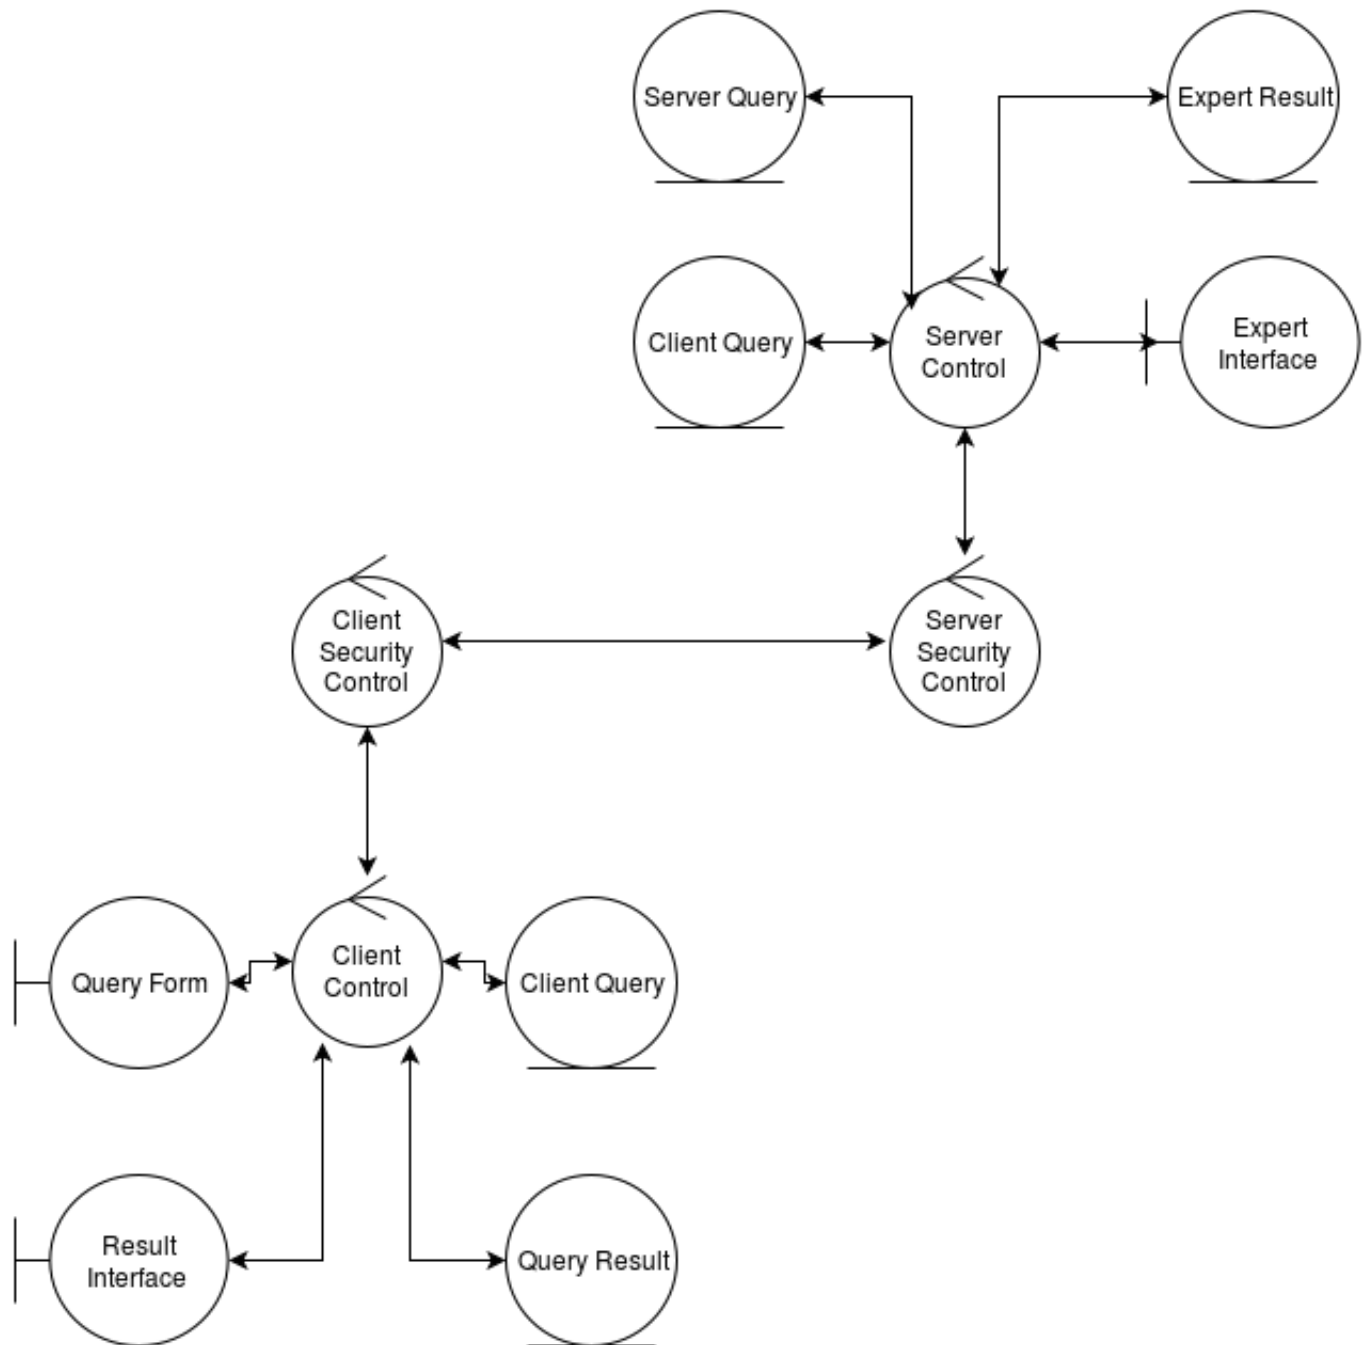 Server Query
Expert Result
Client Query
Server
Control
Expert
Interface
Client
Security
Control
Server
Security
Control
Query Form
Client
Control
Client Query
Result
Interface
Query Result